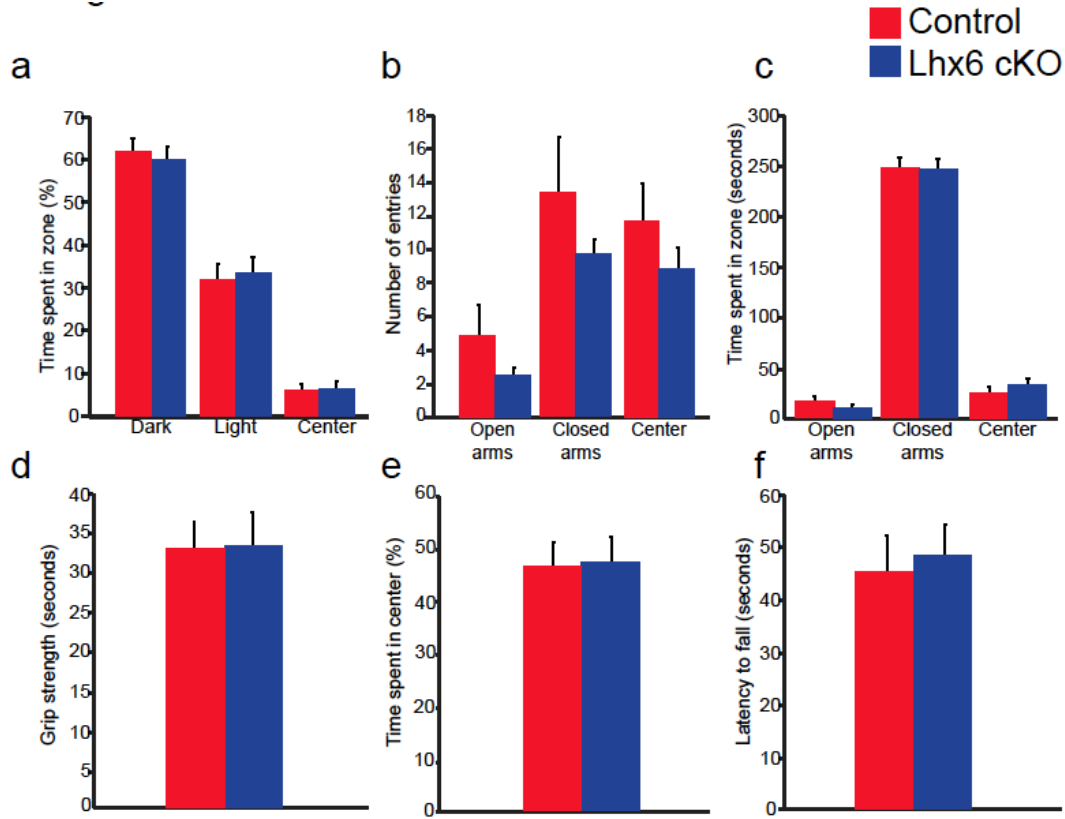 Control
Lhx6 cKO
a
b
c
Time spent in zone (%)
70
60
50
40
30
20
10
0
Dark Light Center
Number of entries
18
16
14
12
10
8
6
4
2
0
Open Closed Center
arms arms
Time spent in zone (seconds)
300
250
200
150
100
50
0
Open Closed Center
arms arms
d
e
f
Grip strength (seconds)
40
35
30
25
20
15
10
5
0
Time spent in center (%)
60
50
40
30
20
10
0
Latency to fall (seconds)
60
50
40
30
20
10
0